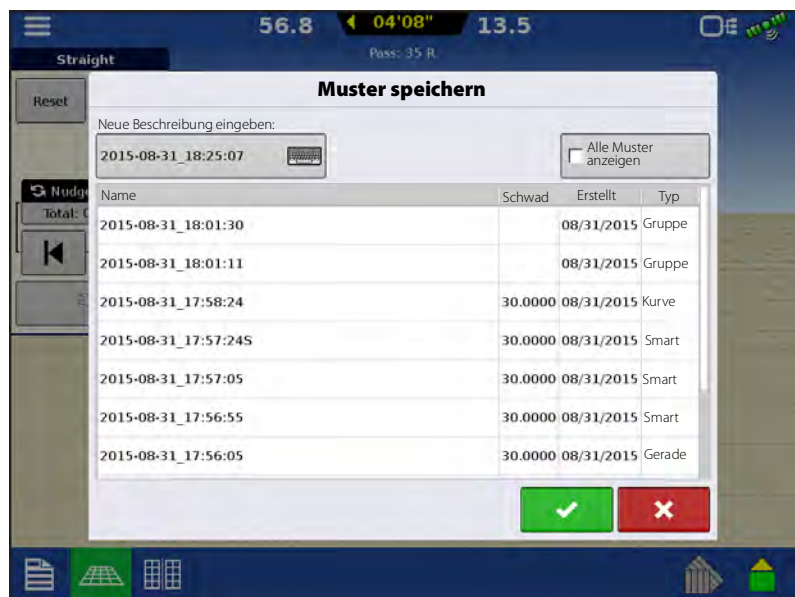 56.8 04'08" 13.5
Straight
Pass: 35 R
Muster speichern
Reset
Neue Beschreibung eingeben:
2015-08-31_18:25:07
Alle Muster
anzeigen
Nudg
Total:
Name Schwad Erstellt Typ
2015-08-31_18:01:30 08/31/2015 Gruppe
2015-08-31_18:01:11 08/31/2015 Gruppe
2015-08-31_17:58:24 30.0000 08/31/2015 Kurve
2015-08-31_17:57:24S 30.0000 08/31/2015 Smart
2015-08-31_17:57:05 30.0000 08/31/2015 Smart
2015-08-31_17:56:55 30.0000 08/31/2015 Smart
2015-08-31_17:56:05 30.0000 08/31/2015 Gerade